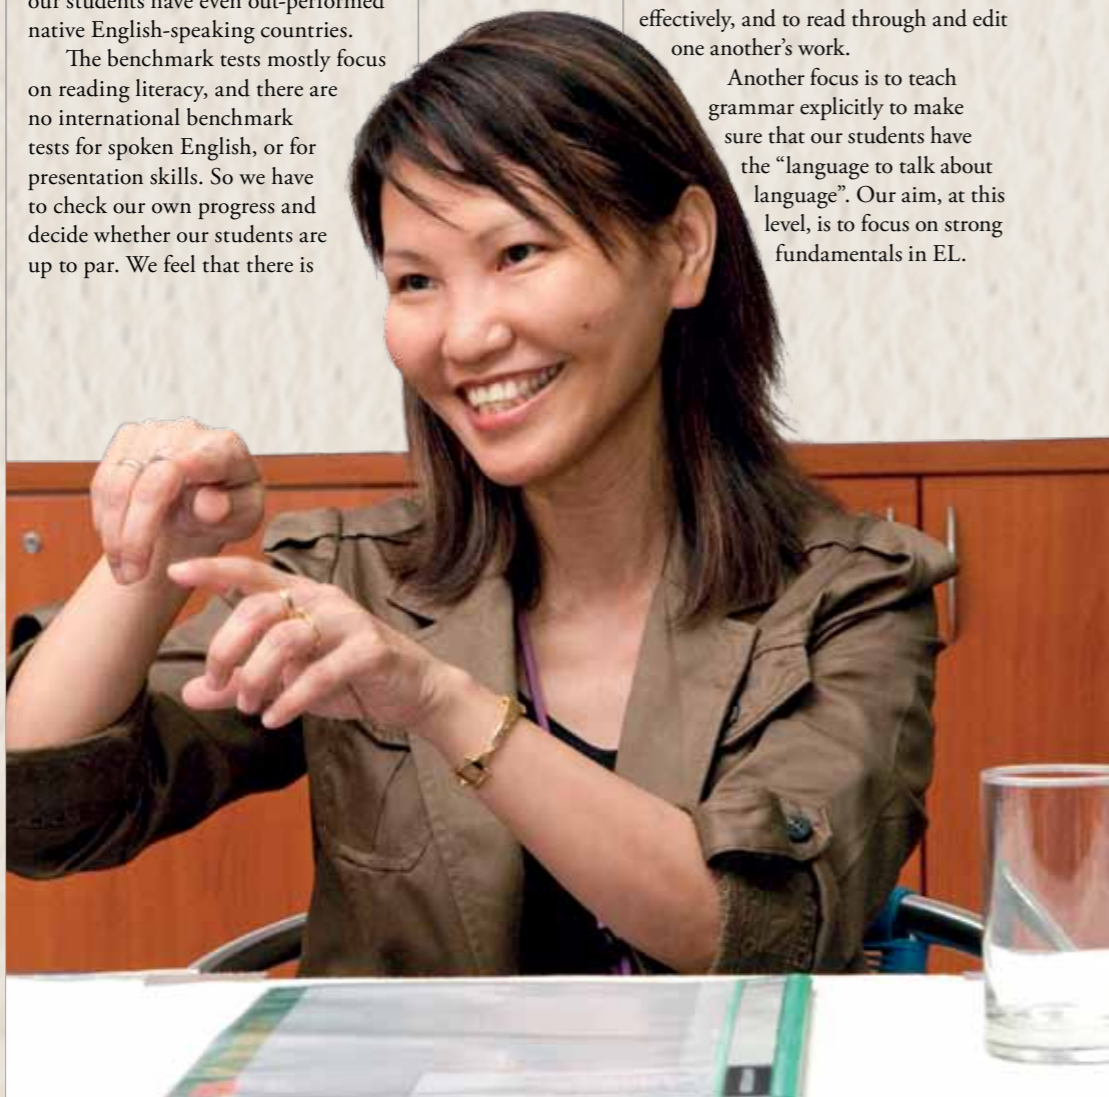 our students have even out-performed
native English-speaking countries.
The benchmark tests mostly focus
on reading literacy, and there are
no international benchmark
tests for spoken English, or for
presentation skills. So we have
to check our own progress and
decide whether our students are
up to par. We feel that there is
effectively, and to read through and edit
one another’s work.
Another focus is to teach
grammar explicitly to make
sure that our students have
the “language to talk about
language”. Our aim, at this
level, is to focus on strong
fundamentals in EL.